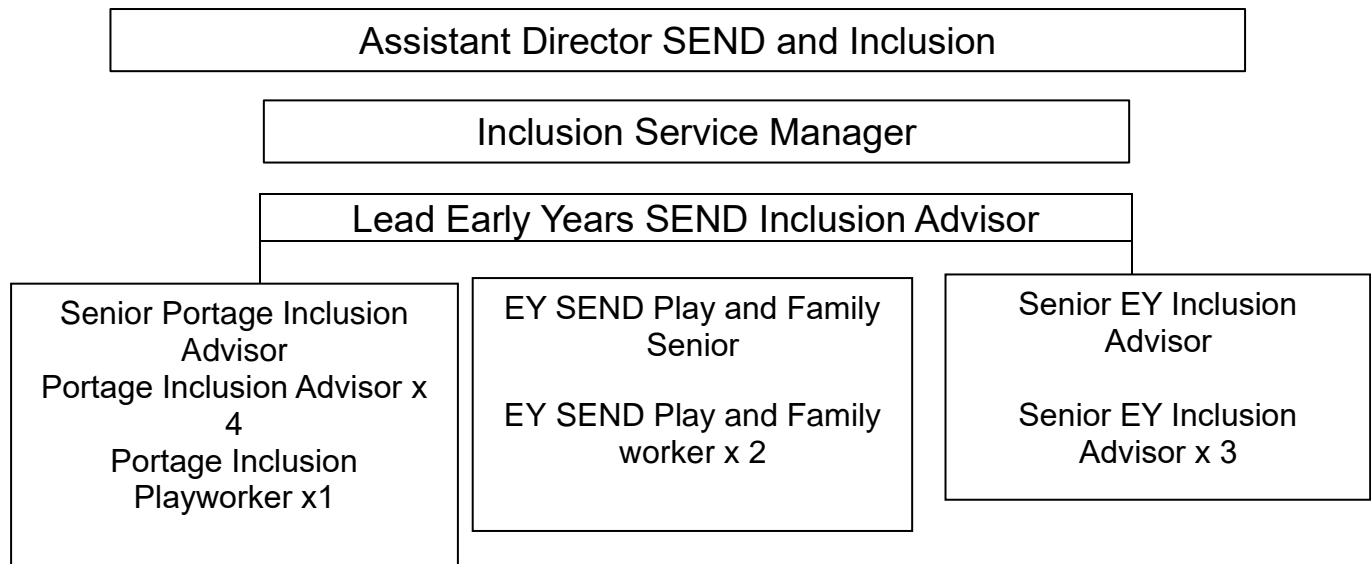 Assistant Director SEND and Inclusion
Inclusion Service Manager
Lead Early Years SEND Inclusion Advisor
Senior Portage Inclusion
Advisor
Portage Inclusion Advisor x
4
Portage Inclusion
Playworker x1
EY SEND Play and Family
Senior
EY SEND Play and Family
worker x 2
Senior EY Inclusion
Advisor
Senior EY Inclusion
Advisor x 3